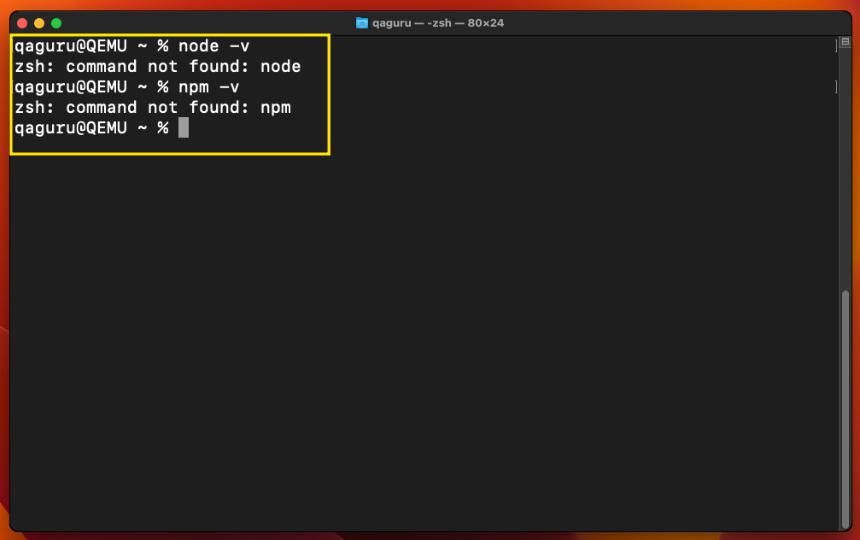 qaguru — -zsh — 80×24
qaguru@QEMU ~ % node -v
zsh: command not found: node
qaguru@QEMU ~ % npm -v
zsh: command not found: npm
qaguru@QEMU ~ %